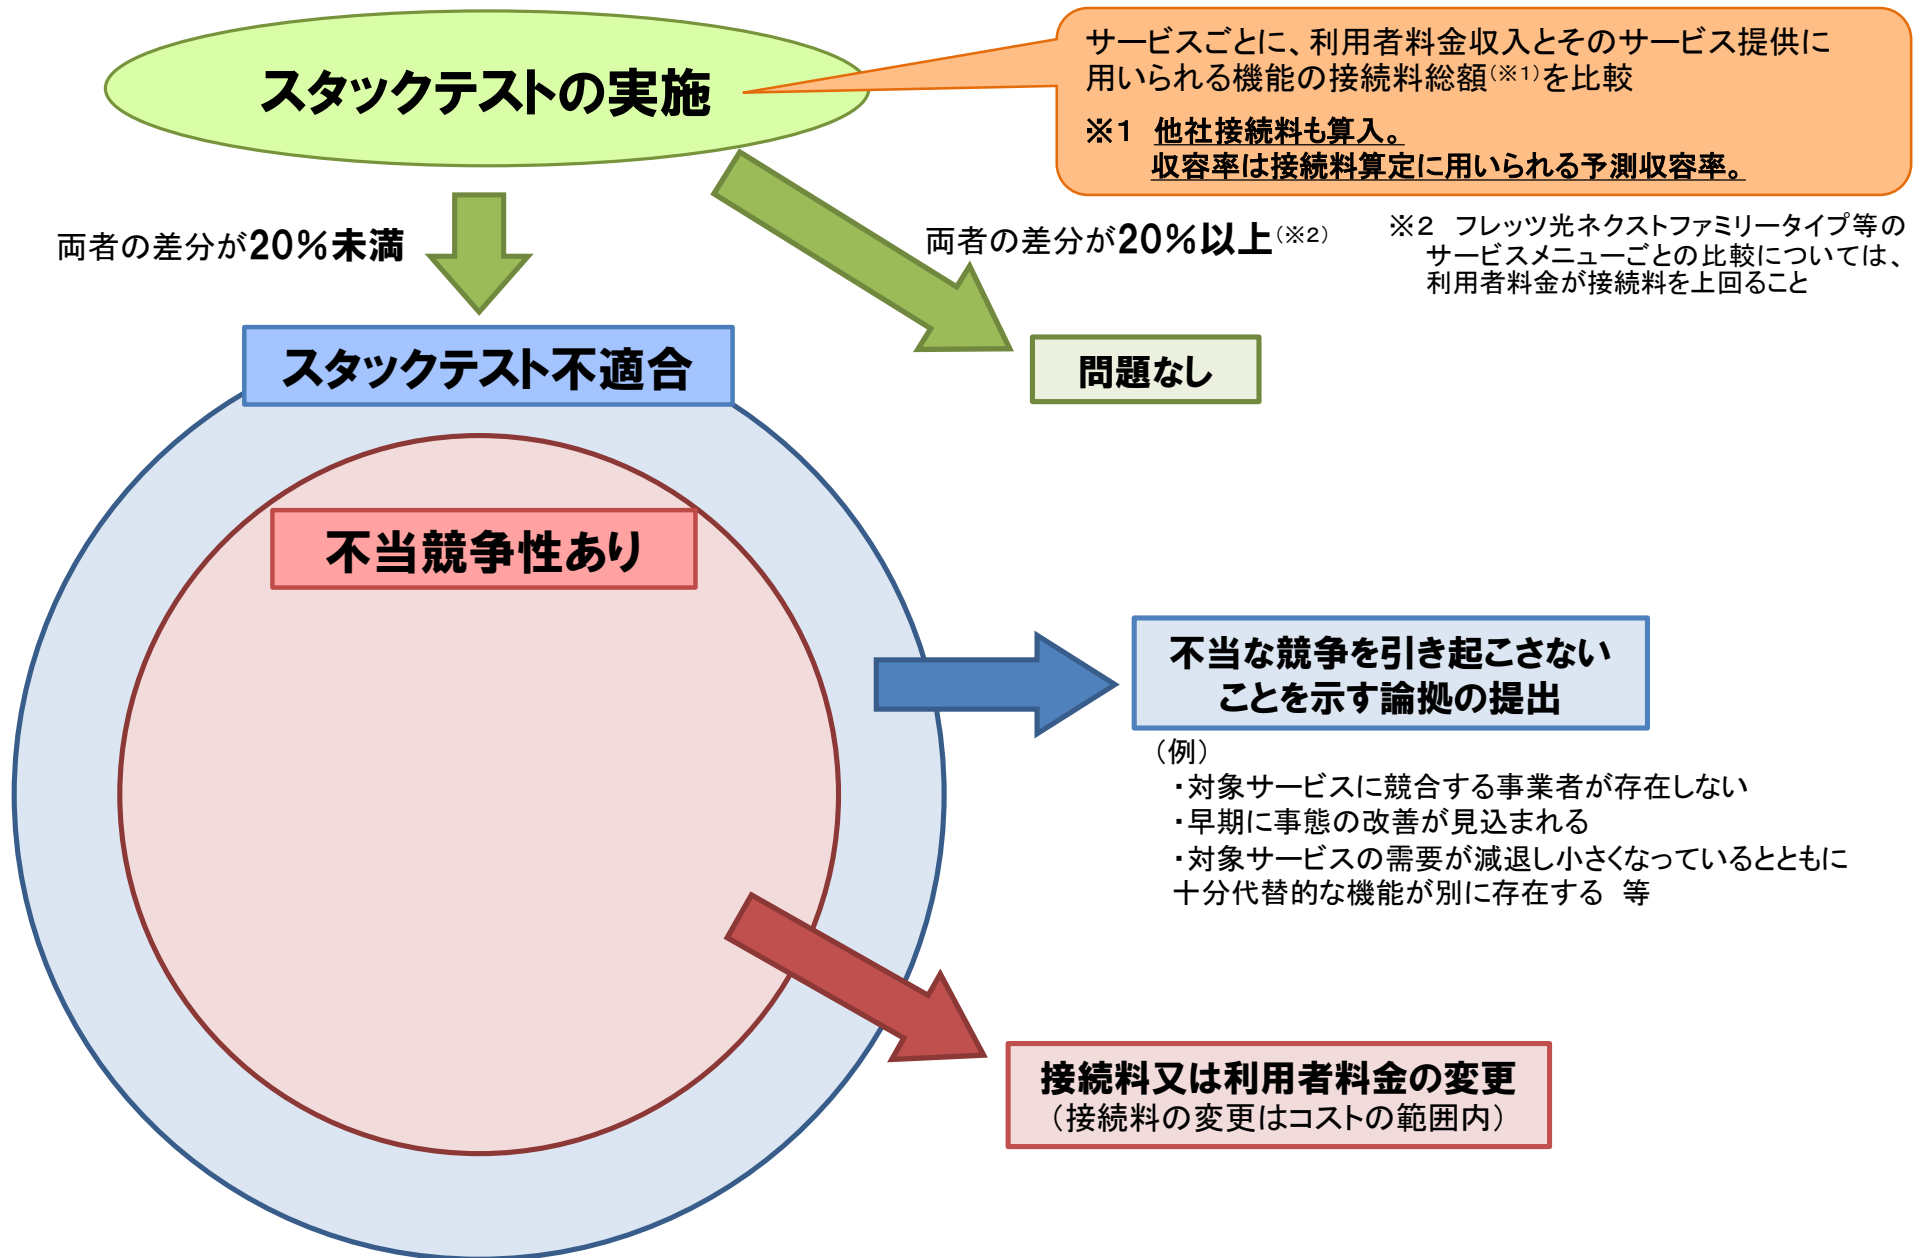 スタックテストの実施
サービスごとに、利用者料金収入とそのサービス提供に
用いられる機能の接続料総額(※1)を比較
※1 他社接続料も算入。
収容率は接続料算定に用いられる予測収容率。
両者の差分が20%未満
両者の差分が20%以上(※2)
※2 フレッツ光ネクストファミリータイプ等の
サービスメニューごとの比較については、
利用者料金が接続料を上回ること
スタックテスト不適合
問題なし
不当競争性あり
不当な競争を引き起こさない
ことを示す論拠の提出
(例)
・対象サービスに競合する事業者が存在しない
・早期に事態の改善が見込まれる
・対象サービスの需要が減退し小さくなっているとともに
十分代替的な機能が別に存在する 等
接続料又は利用者料金の変更
(接続料の変更はコストの範囲内)